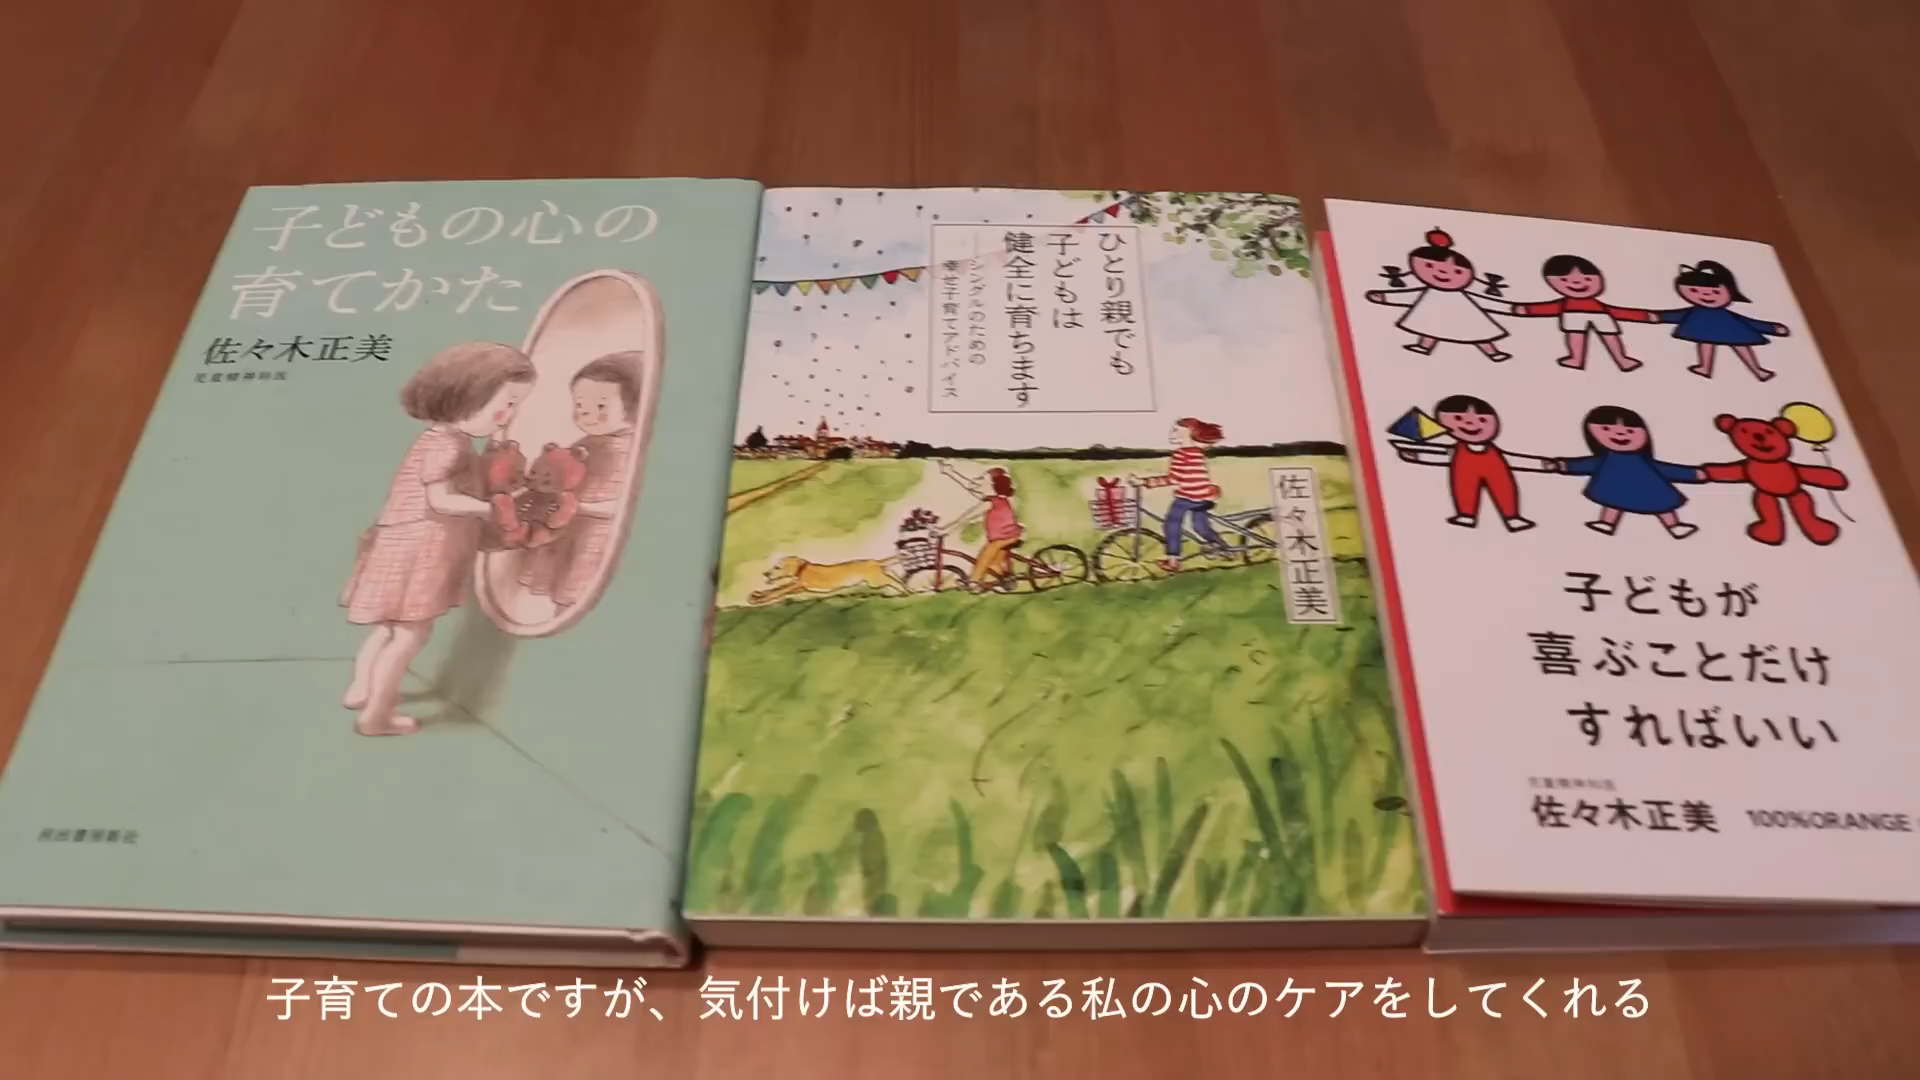 子どもの心の
育てかた
佐々木正美
児童精神科医
河出書房新社
ひとり親でも
子どもは
健全に育ちます
シングルのための
幸せ子育てアドバイス
佐々木正美
子どもが
喜ぶことだけ
すればいい
児童精神科医
佐々木正美 100%ORANGE
子育ての本ですが、気付けば親である私の心のケアをしてくれる